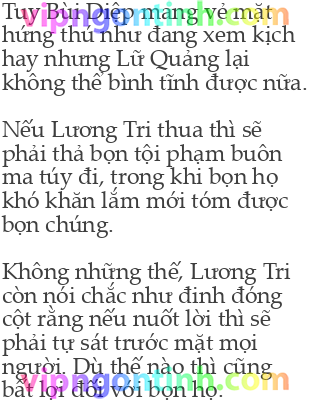 Tuy Bùi Diệp mang vẻ mặt
vipngontinh.com
hứng thú như đang xem kịch
hay nhưng Lữ Quảng lại
không thể bình tĩnh được nữa.
Nếu Lương Tri thua thì sẽ
phải thả bọn tội phạm buôn
ma túy đi, trong khi bọn họ
khó khăn lắm mới tóm được
bọn chúng.
Không những thế, Lương Tri
còn nói chắc như đinh đóng
cột rằng nếu nuốt lời thì sẽ
phải tự sát trước mặt mọi
người. Dù thế nào thì cũng
vipngontinh.com
bất lợi đối với bọn họ.